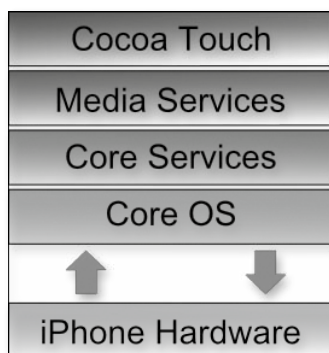 Cocoa Touch
Media Services
Core Services
Core OS
iPhone Hardware